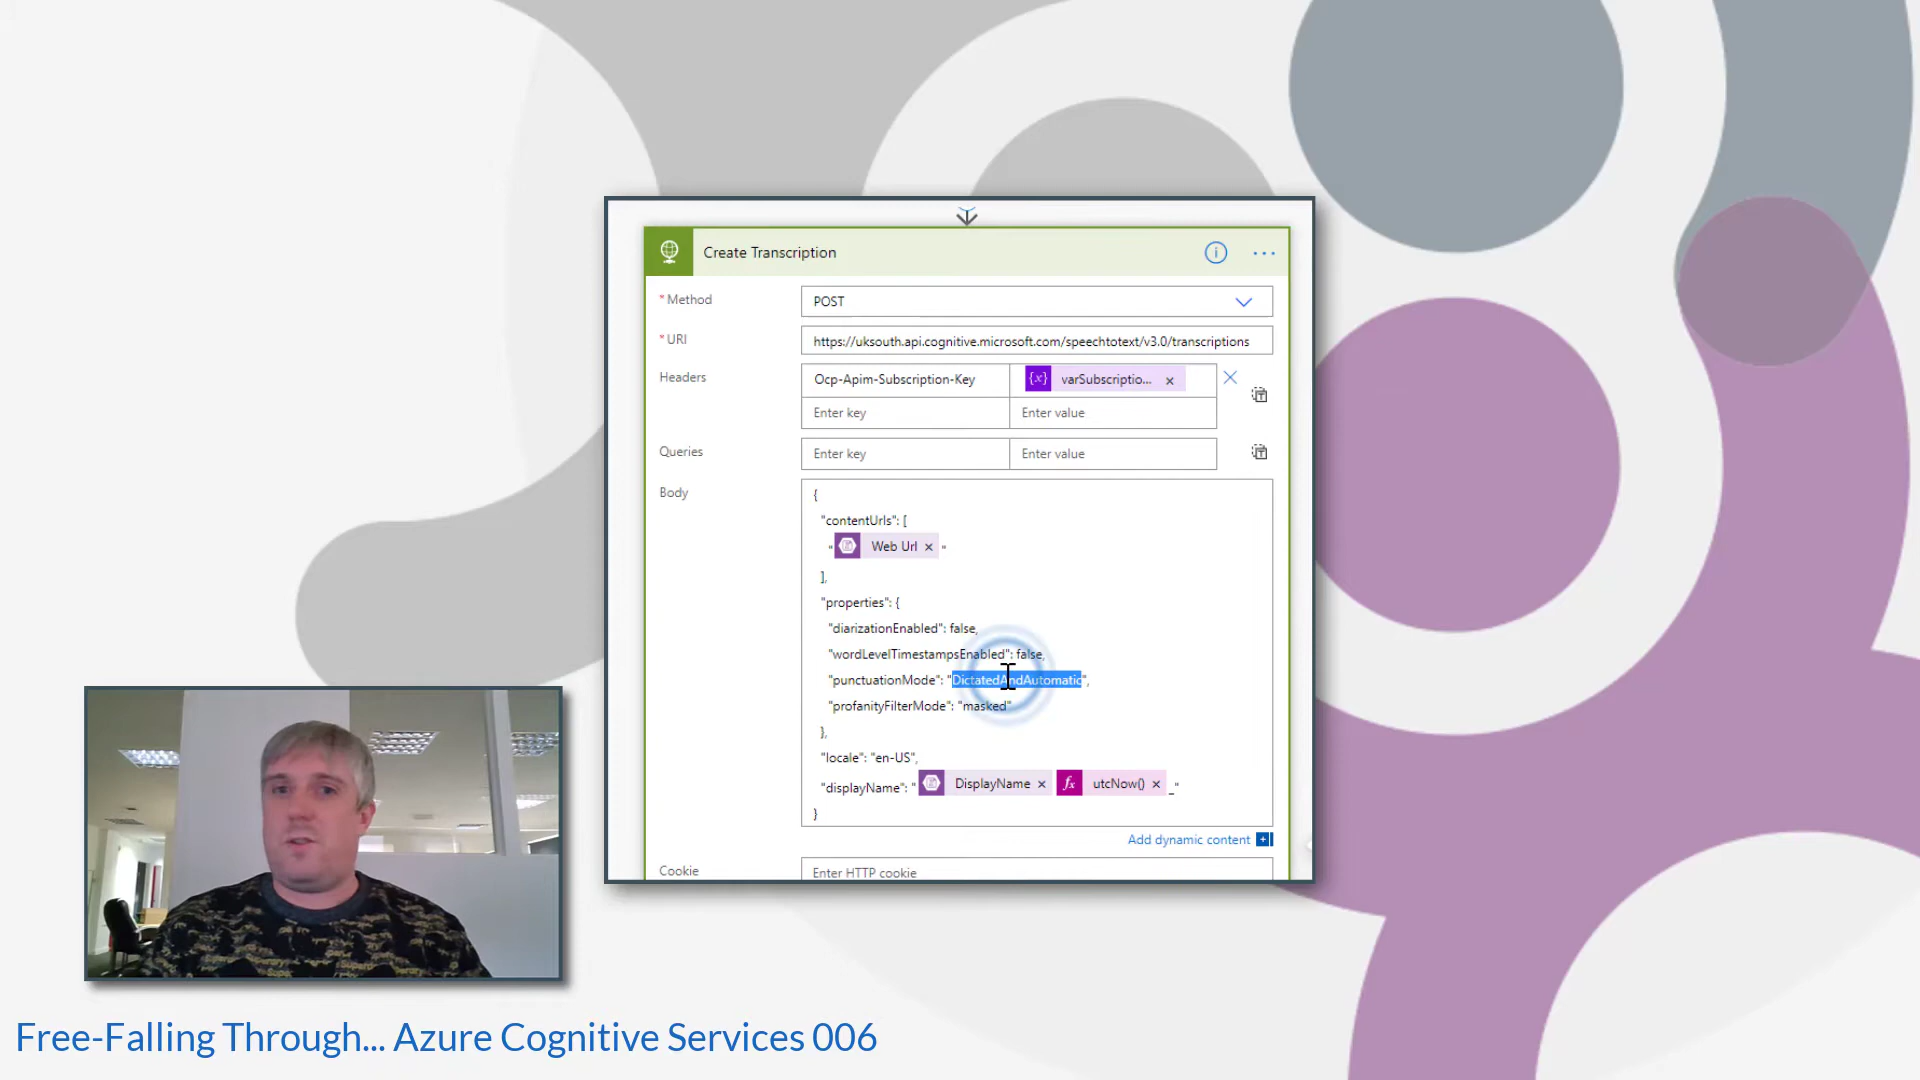 Create Transcription
* Method
POST
* URI
https://uksouth.api.cognitive.microsoft.com/speechtotext/v3.0/transcriptions
Headers
Ocp-Apim-Subscription-Key
{x} varSubscriptio... ×
Enter key
Enter value
Queries
Enter key
Enter value
Body
{
"contentUrls": [
" Web Url × "
],
"properties": {
"diarizationEnabled": false,
"wordLevelTimestampsEnabled": false,
"punctuationMode": "DictatedAndAutomatic",
"profanityFilterMode": "masked"
},
"locale": "en-US",
"displayName": " DisplayName × fx utcNow() × _"
}
Add dynamic content
Cookie
Enter HTTP cookie
Free-Falling Through... Azure Cognitive Services 006